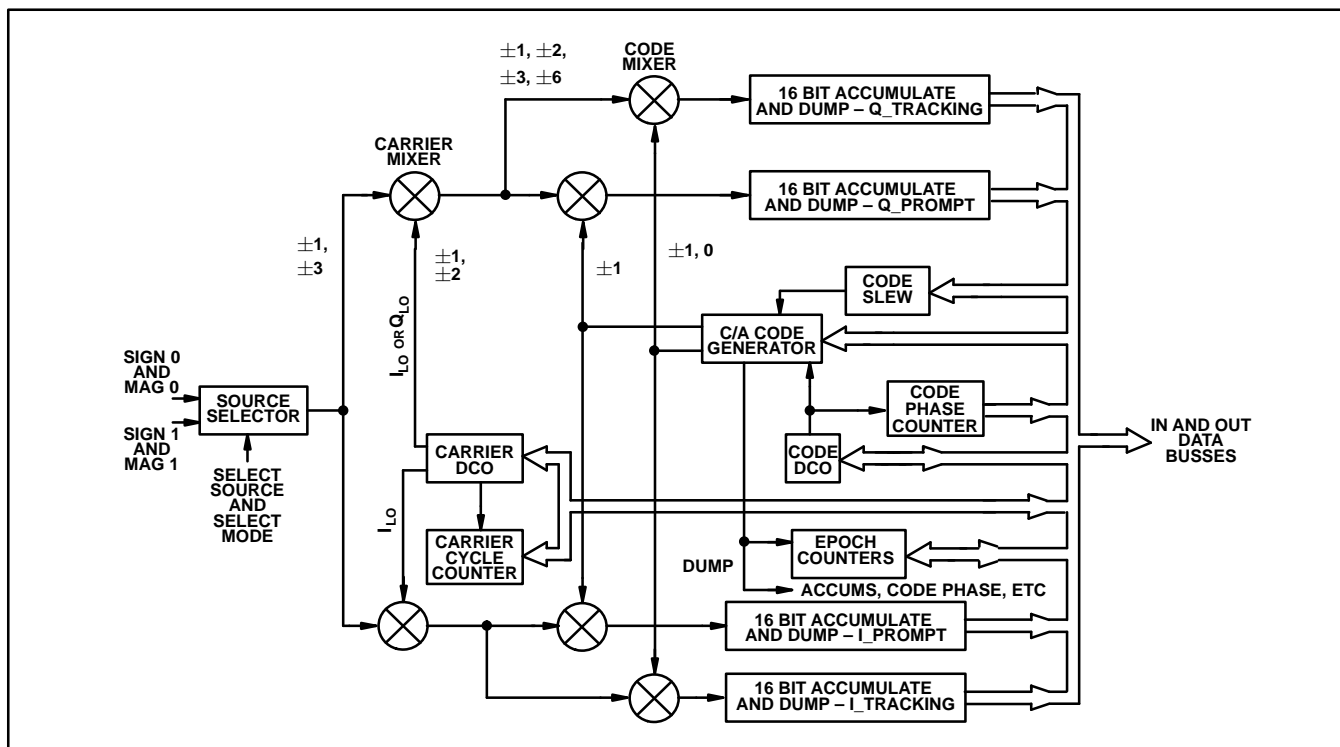 ±1, ±2,
±3, ±6
CODE
MIXER
16 BIT ACCUMULATE
AND DUMP – Q_TRACKING
CARRIER
MIXER
16 BIT ACCUMULATE
AND DUMP – Q_PROMPT
±1,
±3
±1,
±2
±1
±1, 0
CODE
SLEW
I_LO OR Q_LO
C/A CODE
GENERATOR
SIGN 0
AND
MAG 0
SOURCE
SELECTOR
SIGN 1
AND
MAG 1
SELECT
SOURCE
AND
SELECT
MODE
CODE
PHASE
COUNTER
CARRIER
DCO
CODE
DCO
IN AND OUT
DATA
BUSSES
I_LO
CARRIER
CYCLE
COUNTER
EPOCH
COUNTERS
DUMP
ACCUMS, CODE PHASE, ETC
16 BIT ACCUMULATE
AND DUMP – I_PROMPT
16 BIT ACCUMULATE
AND DUMP – I_TRACKING